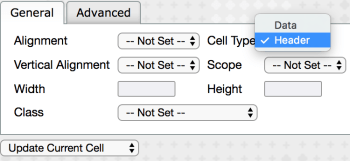 General Advanced
Data
Alignment -- Not Set -- Cell Type ✓ Header
Vertical Alignment -- Not Set -- Scope -- Not Set --
Width Height
Class -- Not Set --
Update Current Cell